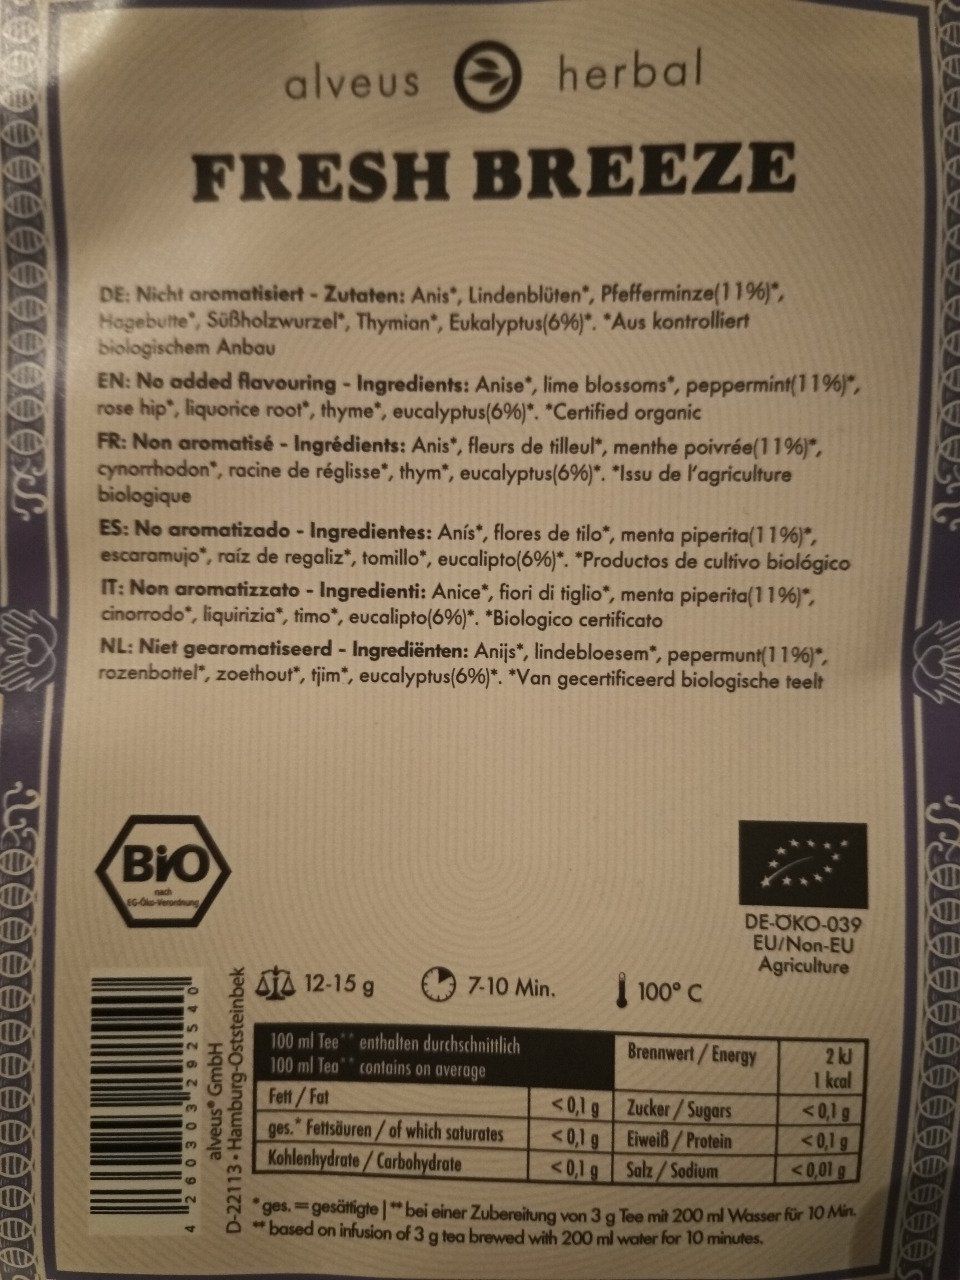 alveus herbal
FRESH BREEZE
DE: Nicht aromatisiert - Zutaten: Anis*, Lindenblüten*, Pfefferminze(11%)*,
Hagebutte*, Süßholzwurzel*, Thymian*, Eukalyptus(6%)*. *Aus kontrolliert
biologischem Anbau
EN: No added flavouring - Ingredients: Anise*, lime blossoms*, peppermint(11%)*,
rose hip*, liquorice root*, thyme*, eucalyptus(6%)*. *Certified organic
FR: Non aromatisé - Ingrédients: Anis*, fleurs de tilleul*, menthe poivrée(11%)*,
cynorrhodon*, racine de réglisse*, thym*, eucalyptus(6%)*. *Issu de l'agriculture
biologique
ES: No aromatizado - Ingredientes: Anís*, flores de tilo*, menta piperita(11%)*,
escaramujo*, raíz de regaliz*, tomillo*, eucalipto(6%)*. *Productos de cultivo biológico
IT: Non aromatizzato - Ingredienti: Anice*, fiori di tiglio*, menta piperita(11%)*,
cinorrodo*, liquirizia*, timo*, eucalipto(6%)*. *Biologico certificato
NL: Niet gearomatiseerd - Ingrediënten: Anijs*, lindebloesem*, pepermunt(11%)*,
rozenbottel*, zoethout*, tjim*, eucalyptus(6%)*. *Van gecertificeerd biologische teelt
Bio
nach
EG-Öko-Verordnung
DE-ÖKO-039
EU/Non-EU
Agriculture
12-15 g 7-10 Min. 100° C
4 260303 292540
alveus® GmbH
D-22113 • Hamburg-Oststeinbek
100 ml Tee** enthalten durchschnittlich
100 ml Tea** contains on average
Brennwert / Energy 2 kJ
1 kcal
Fett / Fat <0,1 g Zucker / Sugars <0,1 g
ges.* Fettsäuren / of which saturates <0,1 g Eiweiß / Protein <0,1 g
Kohlenhydrate / Carbohydrate <0,1 g Salz / Sodium <0,01 g
*ges. = gesättigte | ** bei einer Zubereitung von 3 g Tee mit 200 ml Wasser für 10 Min.
** based on infusion of 3 g tea brewed with 200 ml water for 10 minutes.